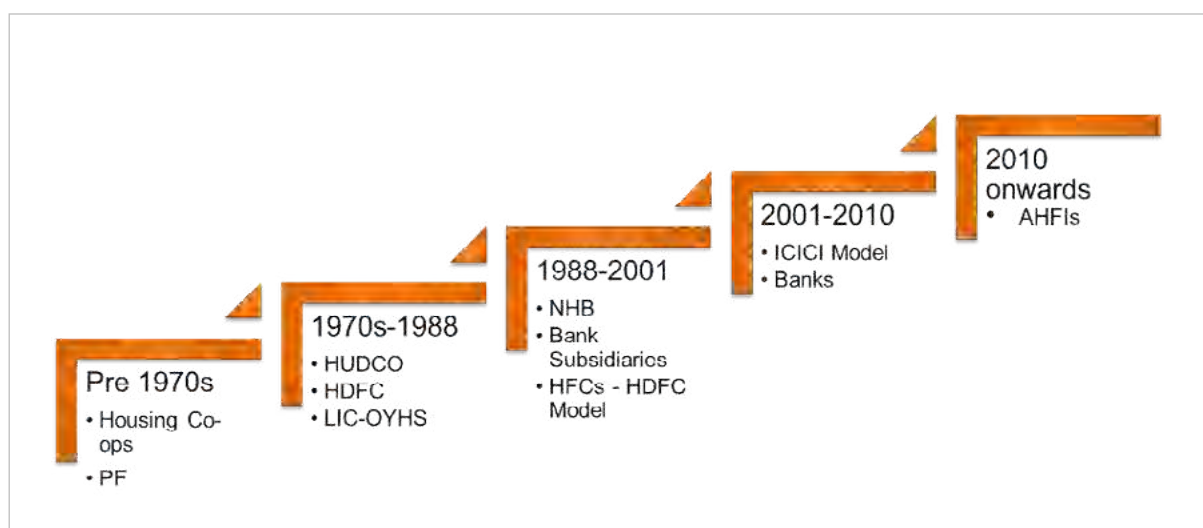 Pre 1970s
• Housing Co-
ops
• PF
1970s-1988
• HUDCO
• HDFC
• LIC-OYHS
1988-2001
• NHB
• Bank
Subsidiaries
• HFCs - HDFC
Model
2001-2010
• ICICI Model
• Banks
2010
onwards
• AHFIs